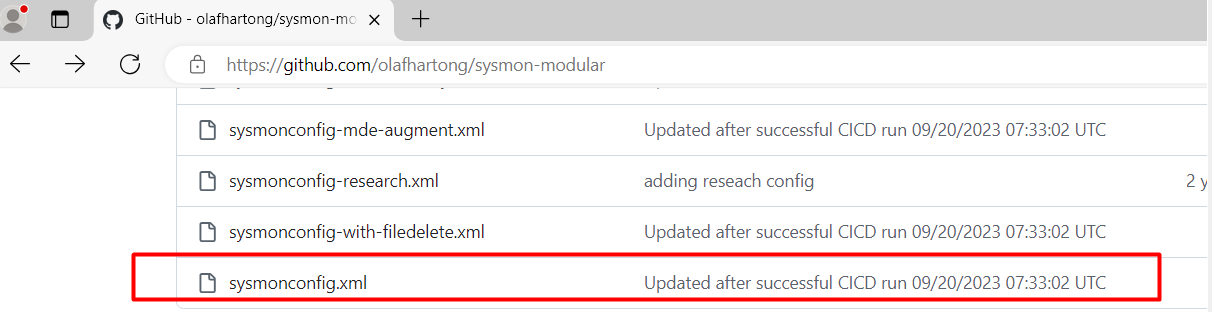 GitHub - olafhartong/sysmon-mo
https://github.com/olafhartong/sysmon-modular
sysmonconfig-mde-augment.xml Updated after successful CICD run 09/20/2023 07:33:02 UTC
sysmonconfig-research.xml adding reseach config 2 y
sysmonconfig-with-filedelete.xml Updated after successful CICD run 09/20/2023 07:33:02 UTC
sysmonconfig.xml Updated after successful CICD run 09/20/2023 07:33:02 UTC